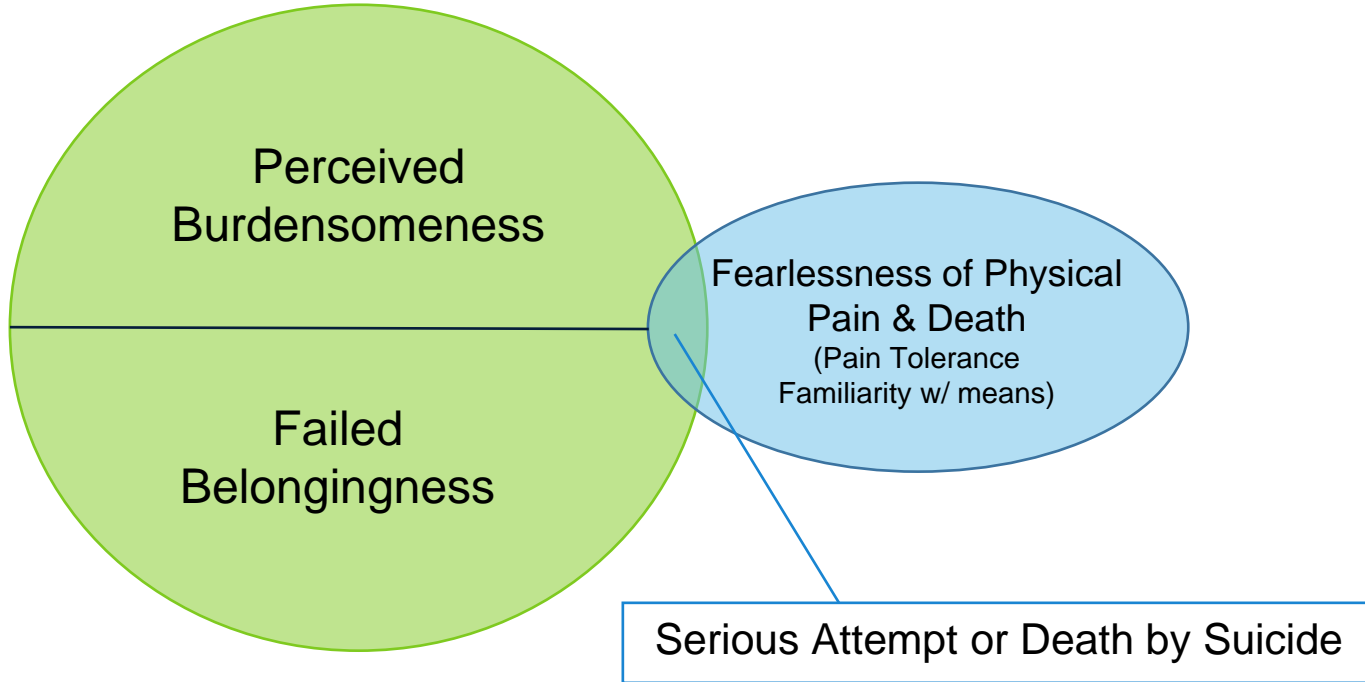 Perceived
Burdensomeness
Failed
Belongingness
Fearlessness of Physical
Pain & Death
(Pain Tolerance
Familiarity w/ means)
Serious Attempt or Death by Suicide